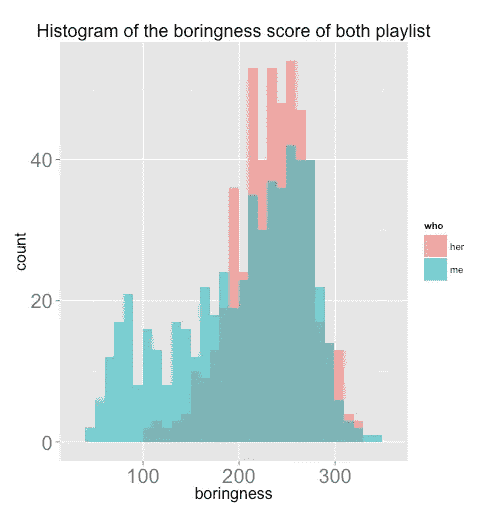 Histogram of the boringness score of both playlist
count
40
20
0
100
200
300
boringness
who
her
me